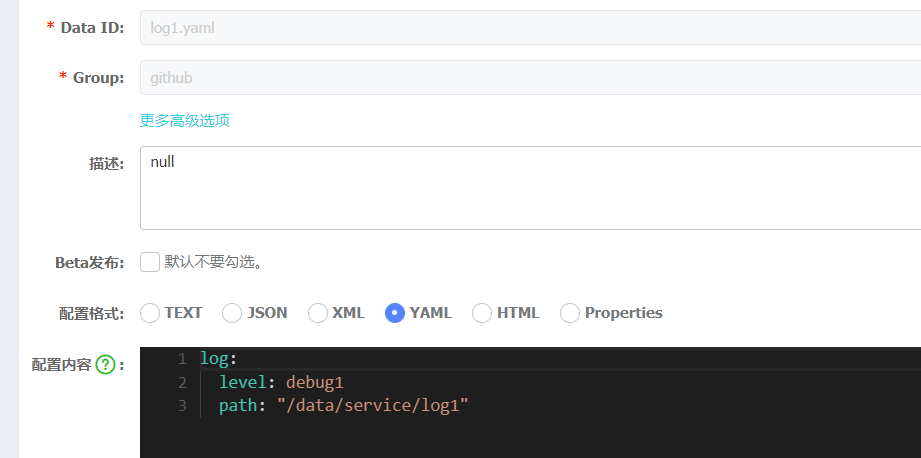 * Data ID: log1.yaml
* Group: github
更多高级选项
描述: null
Beta发布: 默认不要勾选。
配置格式: TEXT JSON XML YAML HTML Properties
配置内容 ? :
1 log:
2 level: debug1
3 path: "/data/service/log1"